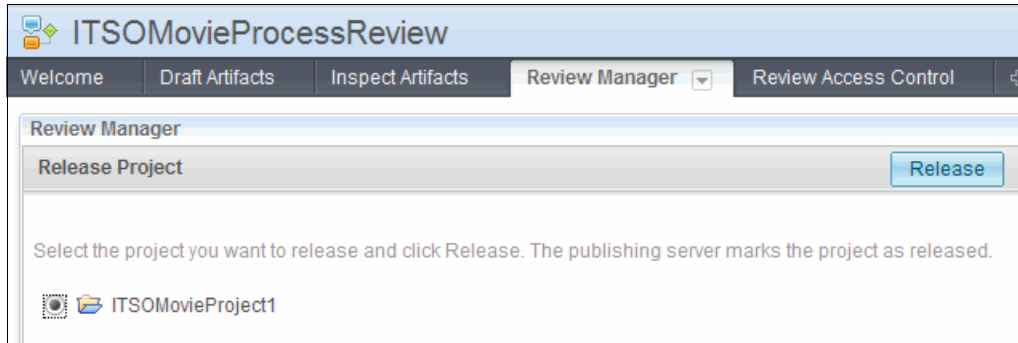 ITSOMovieProcessReview
Welcome Draft Artifacts Inspect Artifacts Review Manager Review Access Control
Review Manager
Release Project Release
Select the project you want to release and click Release. The publishing server marks the project as released.
ITSOMovieProject1